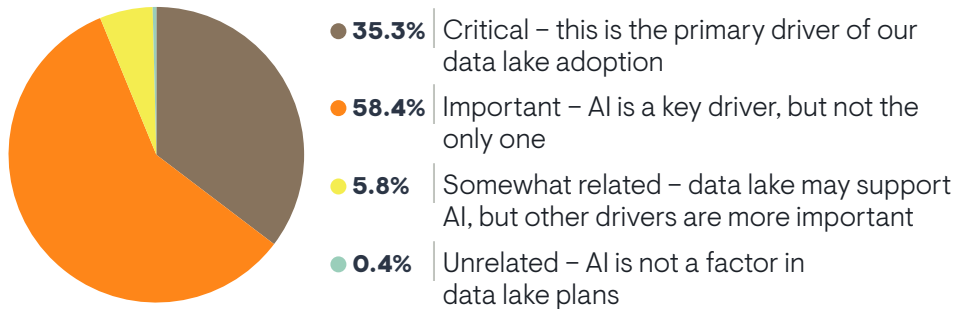 35.3% Critical – this is the primary driver of our
data lake adoption
58.4% Important – AI is a key driver, but not the
only one
5.8% Somewhat related – data lake may support
AI, but other drivers are more important
0.4% Unrelated – AI is not a factor in
data lake plans